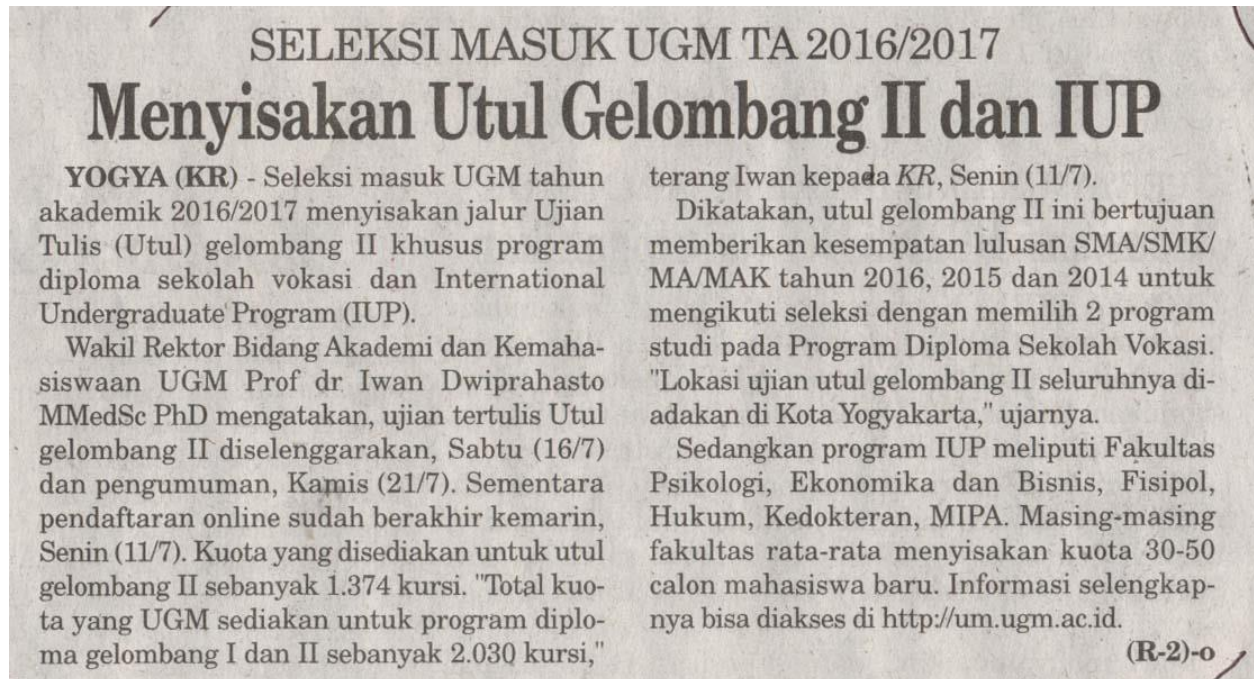 SELEKSI MASUK UGM TA 2016/2017
Menyisakan Utul Gelombang II dan IUP
YOGYA (KR) - Seleksi masuk UGM tahun
akademik 2016/2017 menyisakan jalur Ujian
Tulis (Utul) gelombang II khusus program
diploma sekolah vokasi dan International
Undergraduate Program (IUP).
Wakil Rektor Bidang Akademi dan Kemaha-
siswaan UGM Prof dr Iwan Dwiprahasto
MMedSc PhD mengatakan, ujian tertulis Utul
gelombang II diselenggarakan, Sabtu (16/7)
dan pengumuman, Kamis (21/7). Sementara
pendaftaran online sudah berakhir kemarin,
Senin (11/7). Kuota yang disediakan untuk utul
gelombang II sebanyak 1.374 kursi. "Total kuo-
ta yang UGM sediakan untuk program diplo-
ma gelombang I dan II sebanyak 2.030 kursi,"
terang Iwan kepada KR, Senin (11/7).
Dikatakan, utul gelombang II ini bertujuan
memberikan kesempatan lulusan SMA/SMK/
MA/MAK tahun 2016, 2015 dan 2014 untuk
mengikuti seleksi dengan memilih 2 program
studi pada Program Diploma Sekolah Vokasi.
"Lokasi ujian utul gelombang II seluruhnya di-
adakan di Kota Yogyakarta," ujarnya.
Sedangkan program IUP meliputi Fakultas
Psikologi, Ekonomika dan Bisnis, Fisipol,
Hukum, Kedokteran, MIPA. Masing-masing
fakultas rata-rata menyisakan kuota 30-50
calon mahasiswa baru. Informasi selengkap-
nya bisa diakses di http://um.ugm.ac.id.
(R-2)-o